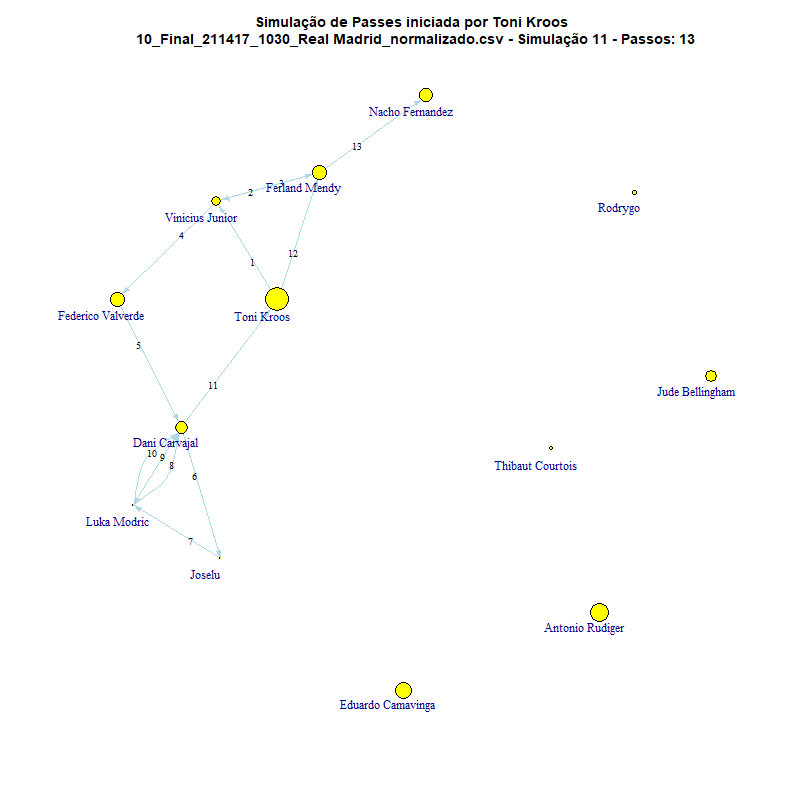 Simulação de Passes iniciada por Toni Kroos
10_Final_211417_1030_Real Madrid_normalizado.csv - Simulação 11 - Passos: 13
Nacho Fernandez
13
Ferland Mendy
3
2
Rodrygo
Vinicius Junior
4
12
1
Federico Valverde
Toni Kroos
5
11
Jude Bellingham
Dani Carvajal
10
9
8
6
Thibaut Courtois
Luka Modric
7
Joselu
Antonio Rudiger
Eduardo Camavinga